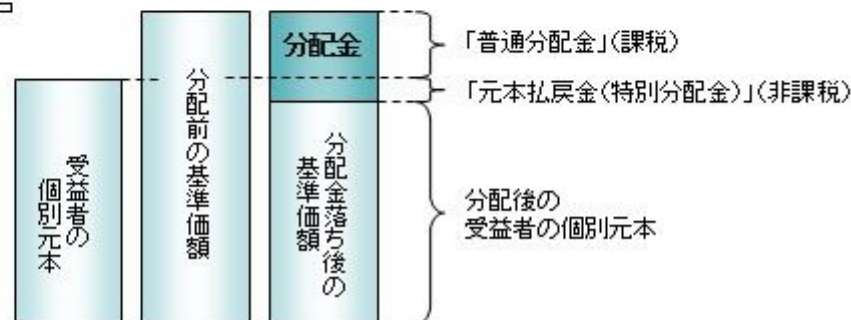 受益者の
個別元本
分配前の基準価額
分配金
分配金落ち後の
基準価額
「普通分配金」(課税)
「元本払戻金(特別分配金)」(非課税)
分配後の
受益者の個別元本